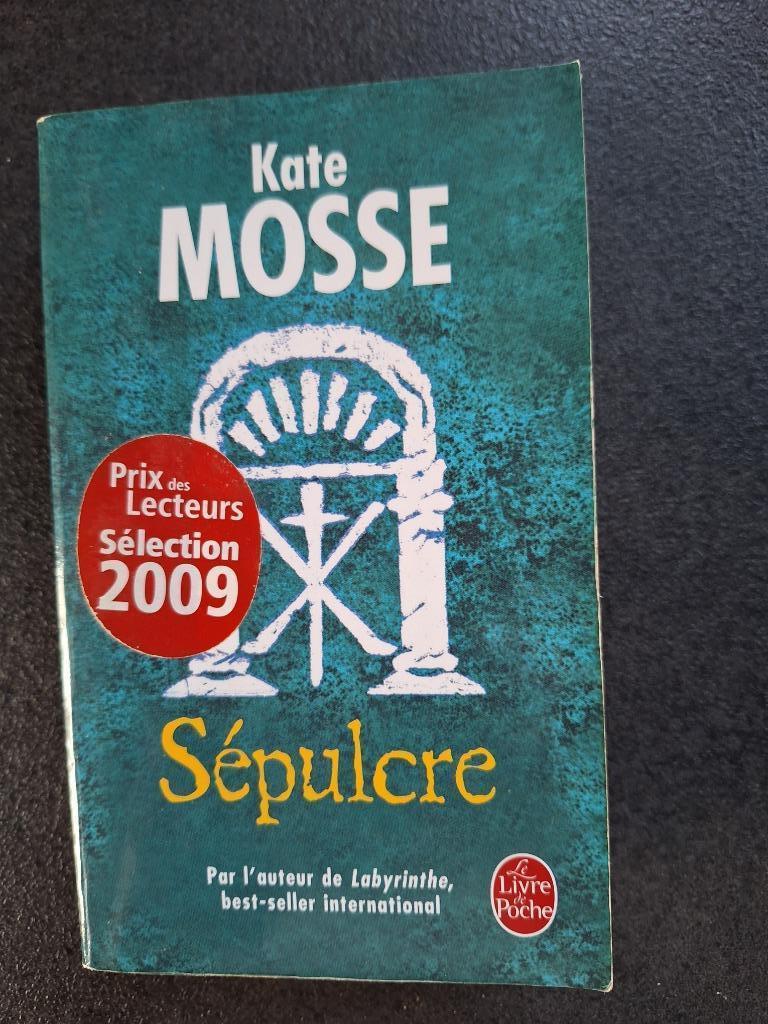 Kate
MOSSE
Prix des
Lecteurs
Sélection
2009
Sépulcre
Par l'auteur de Labyrinthe,
best-seller international
Le
Livre
de
Poche